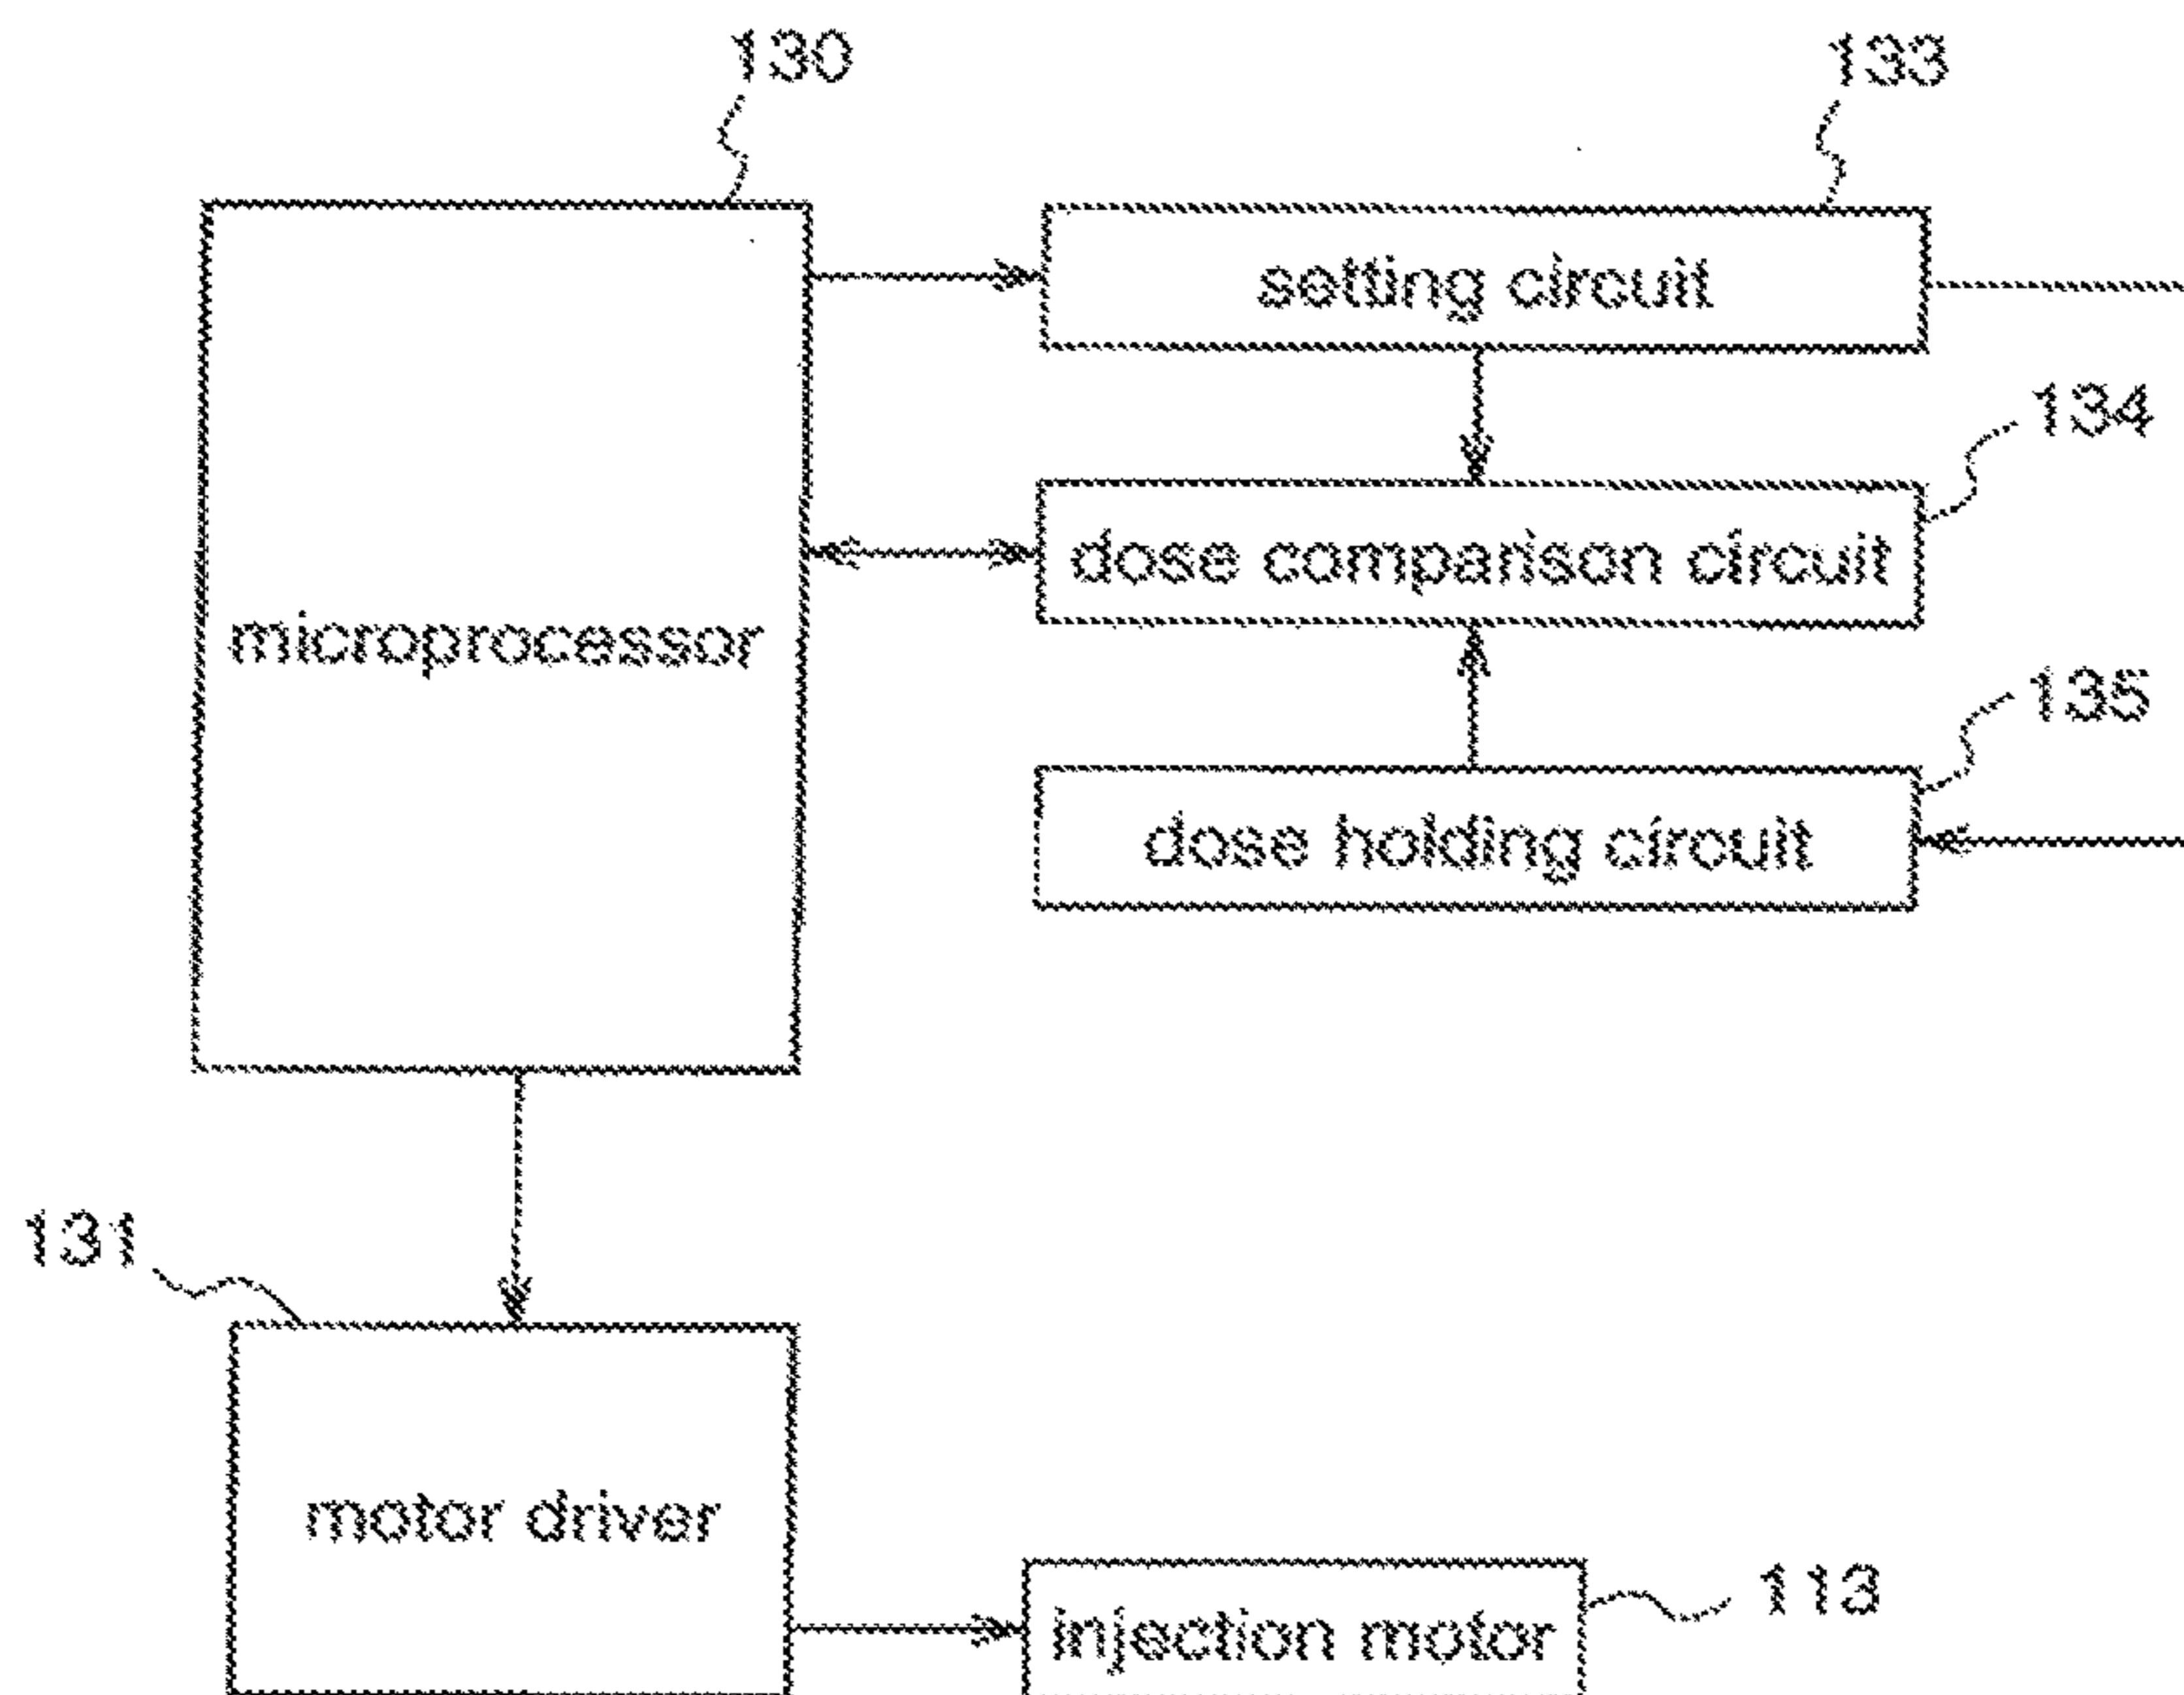 130
133
setting circuit
134
dose comparison circuit
microprocessor
135
dose holding circuit
131
motor driver
113
injection motor